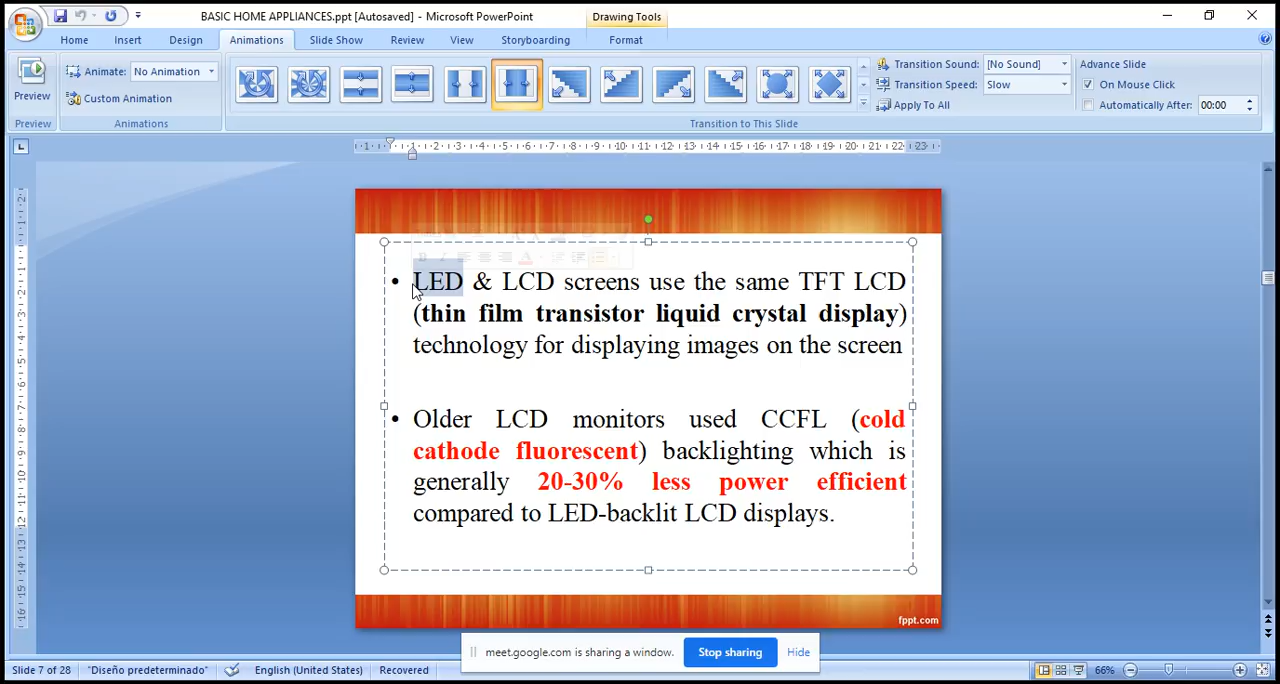 BASIC HOME APPLIANCES.ppt [Autosaved] - Microsoft PowerPoint
Drawing Tools
Home Insert Design Animations Slide Show Review View Storyboarding Format
Preview
Animate: No Animation
Custom Animation
Transition Sound: [No Sound]
Transition Speed: Slow
Apply To All
Advance Slide
On Mouse Click
Automatically After: 00:00
Preview Animations Transition to This Slide
• LED & LCD screens use the same TFT LCD
(thin film transistor liquid crystal display)
technology for displaying images on the screen
• Older LCD monitors used CCFL (cold
cathode fluorescent) backlighting which is
generally 20-30% less power efficient
compared to LED-backlit LCD displays.
fppt.com
meet.google.com is sharing a window. Stop sharing Hide
Slide 7 of 28 "Diseño predeterminado" English (United States) Recovered 66%